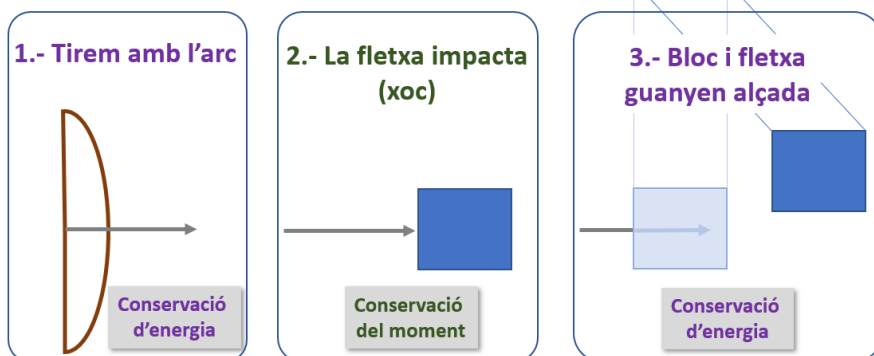 1.- Tirem amb l’arc
Conservació
d’energia
2.- La fletxa impacta
(xoc)
Conservació
del moment
3.- Bloc i fletxa
guanyen alçada
Conservació
d’energia